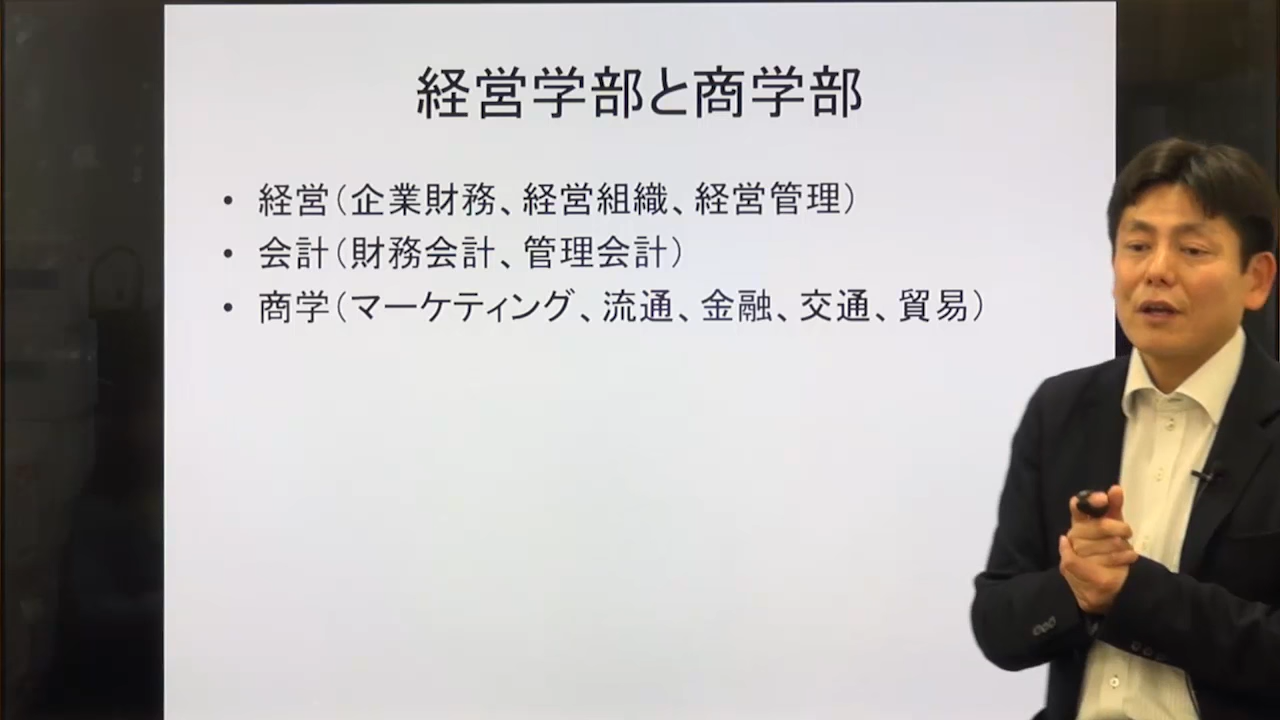 経営学部と商学部
• 経営（企業財務、経営組織、経営管理）
• 会計（財務会計、管理会計）
• 商学（マーケティング、流通、金融、交通、貿易）